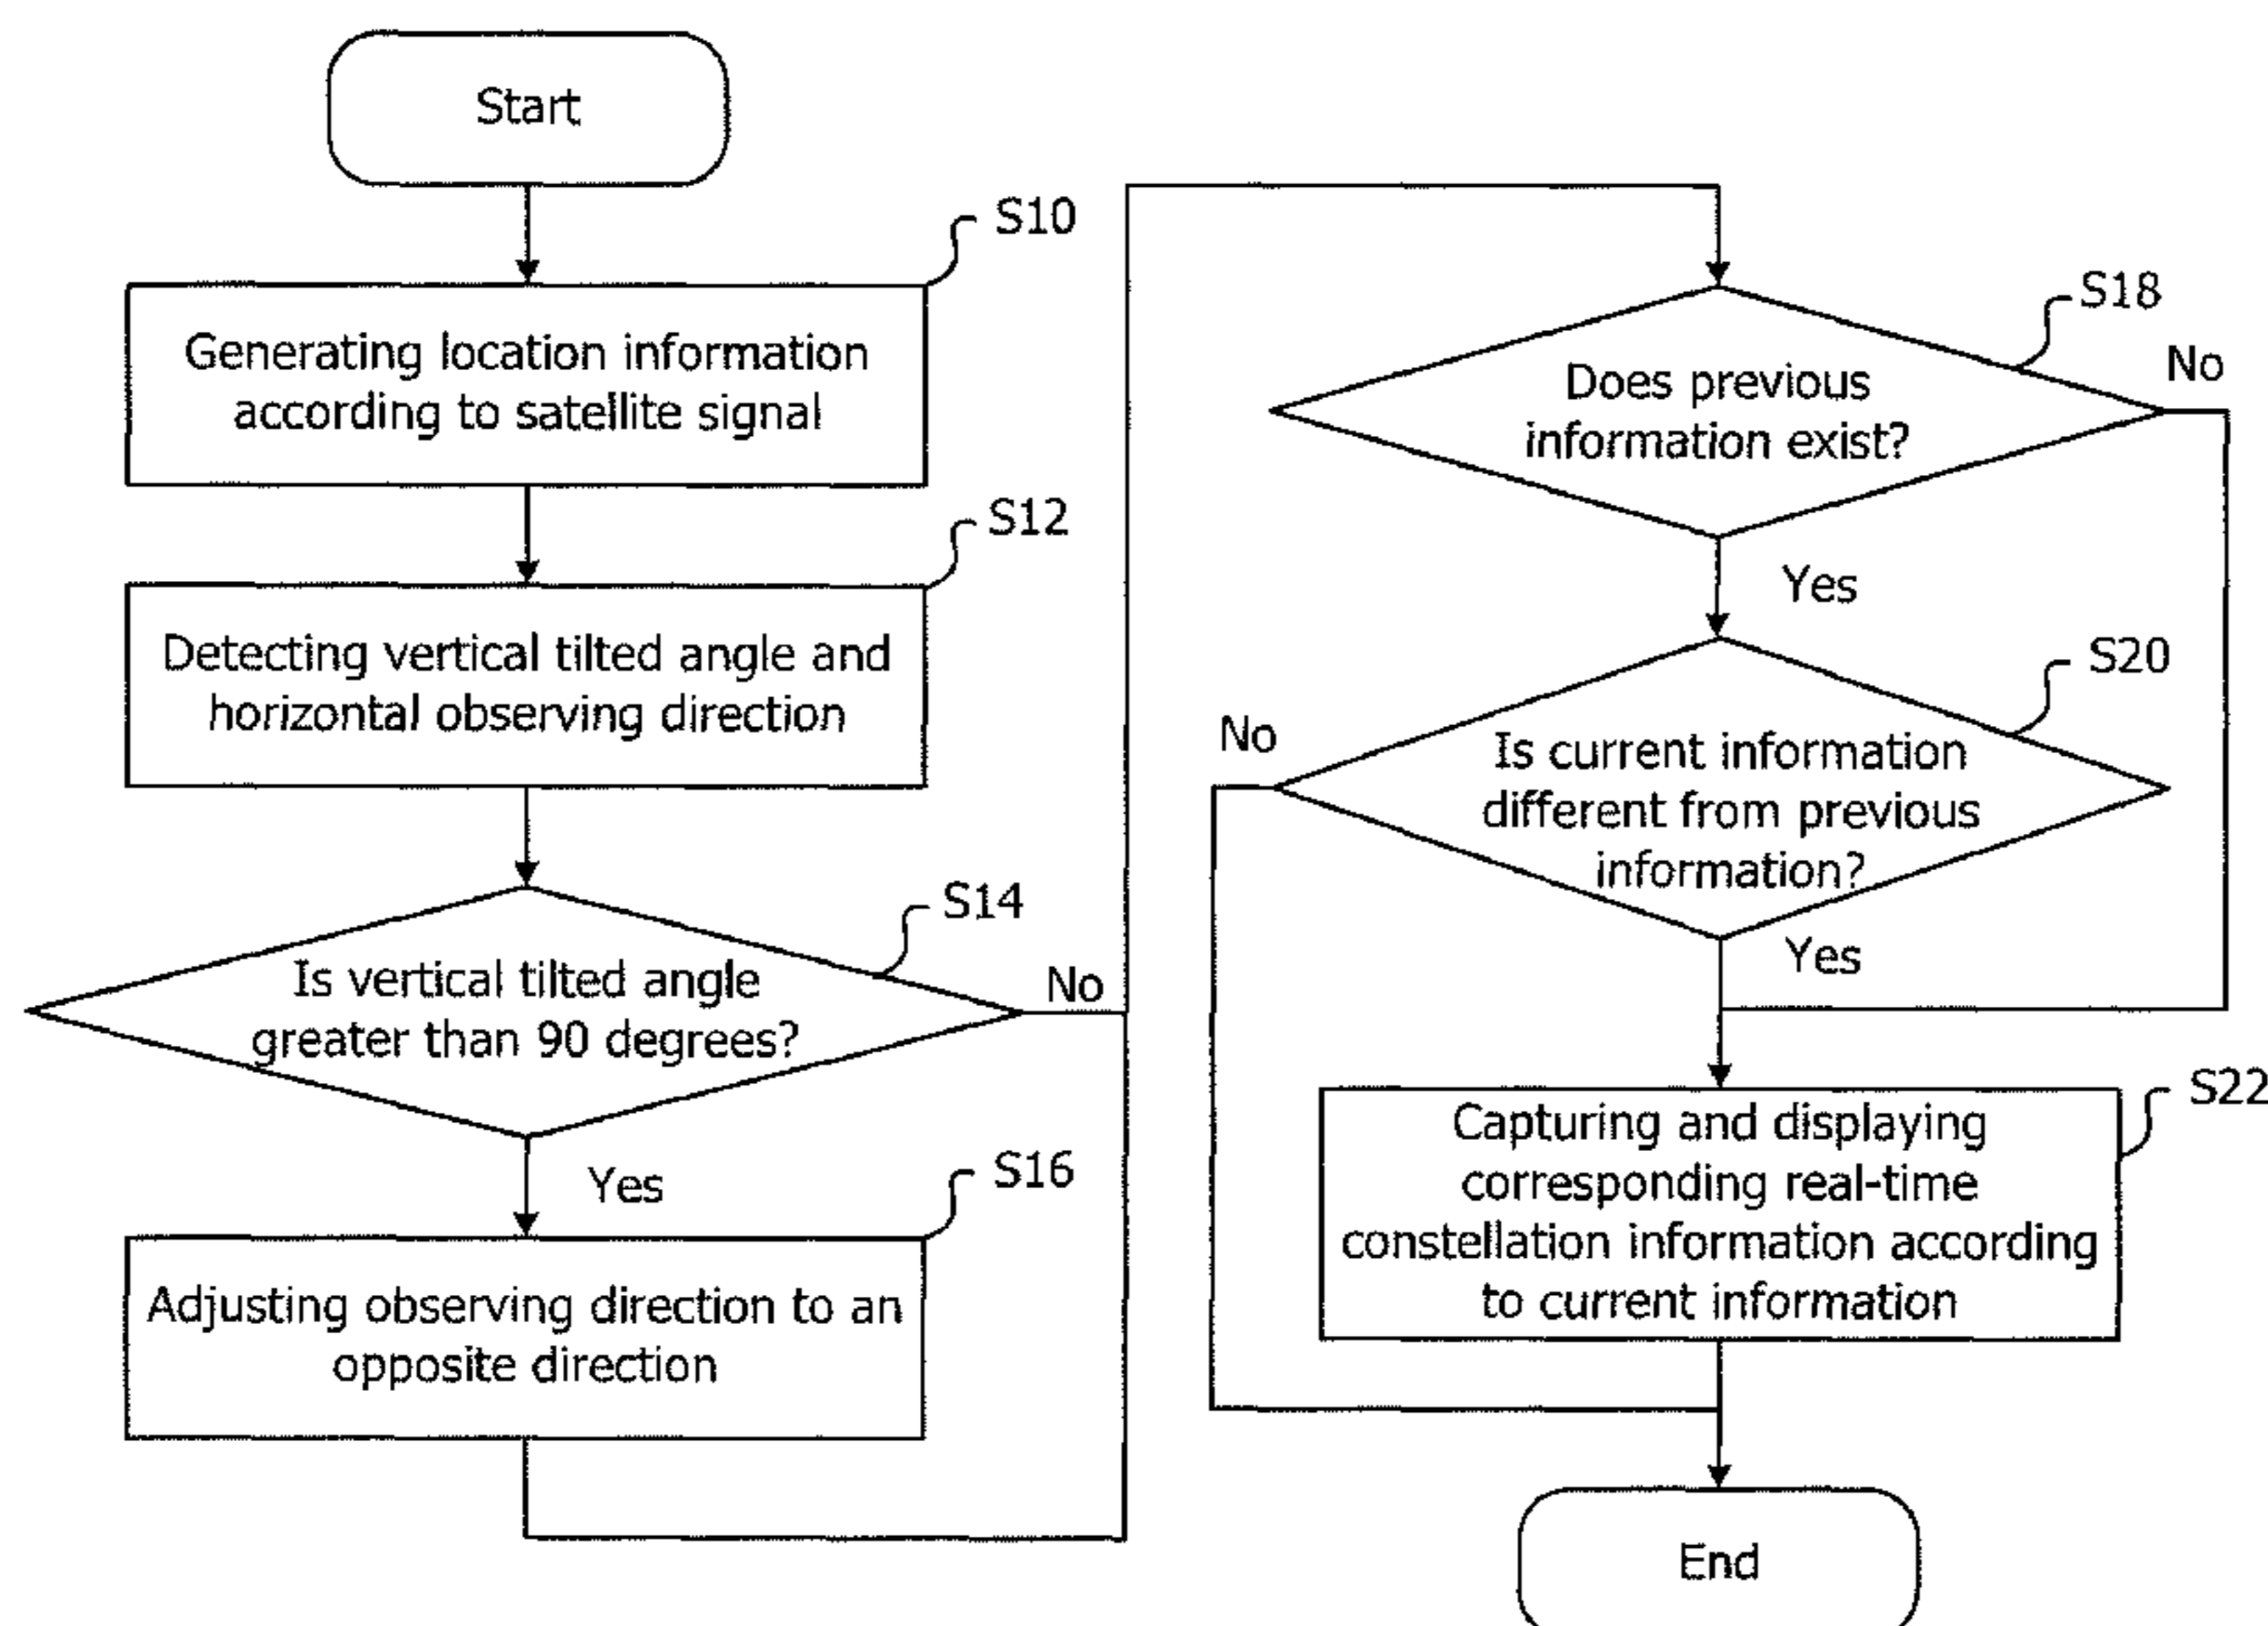 Start
S10
Generating location information
according to satellite signal
S12
Detecting vertical tilted angle and
horizontal observing direction
S14
Is vertical tilted angle
greater than 90 degrees?
No
Yes
S16
Adjusting observing direction to an
opposite direction
S18
Does previous
information exist?
No
Yes
S20
Is current information
different from previous
information?
No
Yes
S22
Capturing and displaying
corresponding real-time
constellation information according
to current information
End